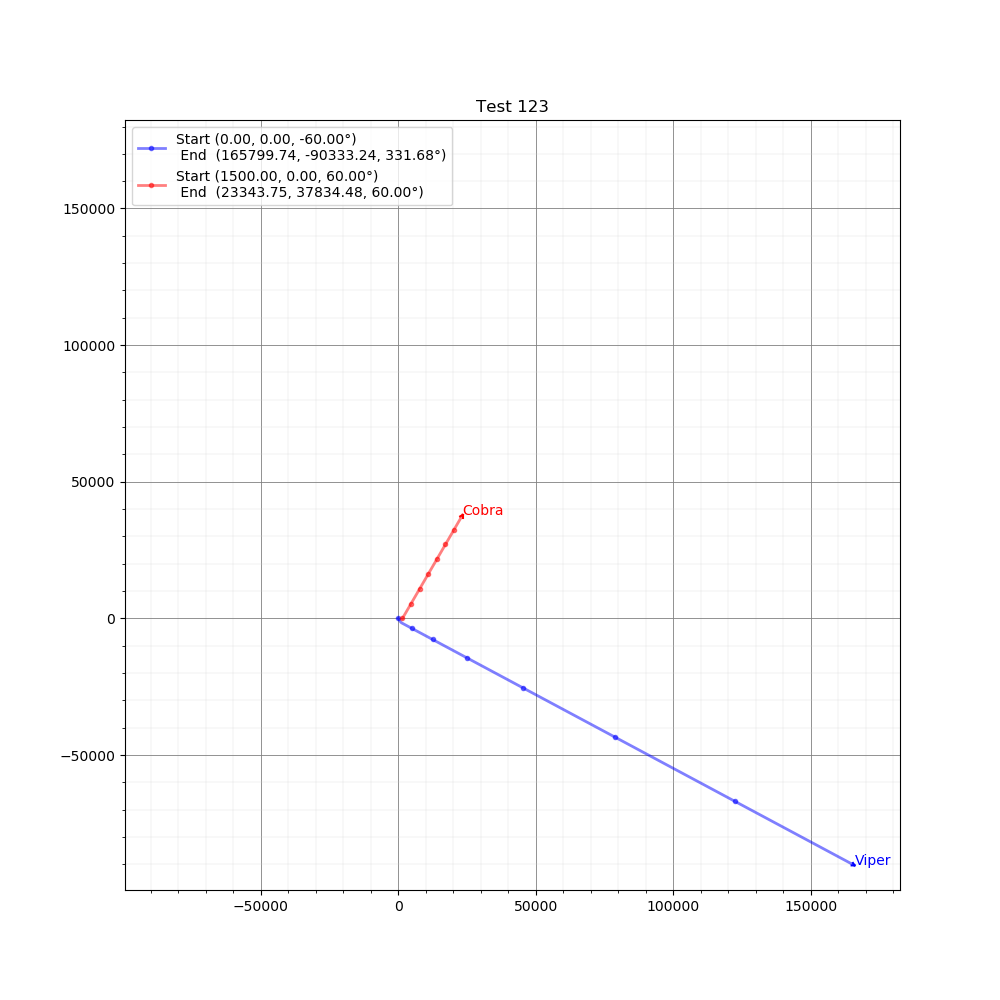 Test 123
Start (0.00, 0.00, -60.00°)
End (165799.74, -90333.24, 331.68°)
Start (1500.00, 0.00, 60.00°)
End (23343.75, 37834.48, 60.00°)
150000
100000
50000
Cobra
0
−50000
Viper
−50000
0
50000
100000
150000